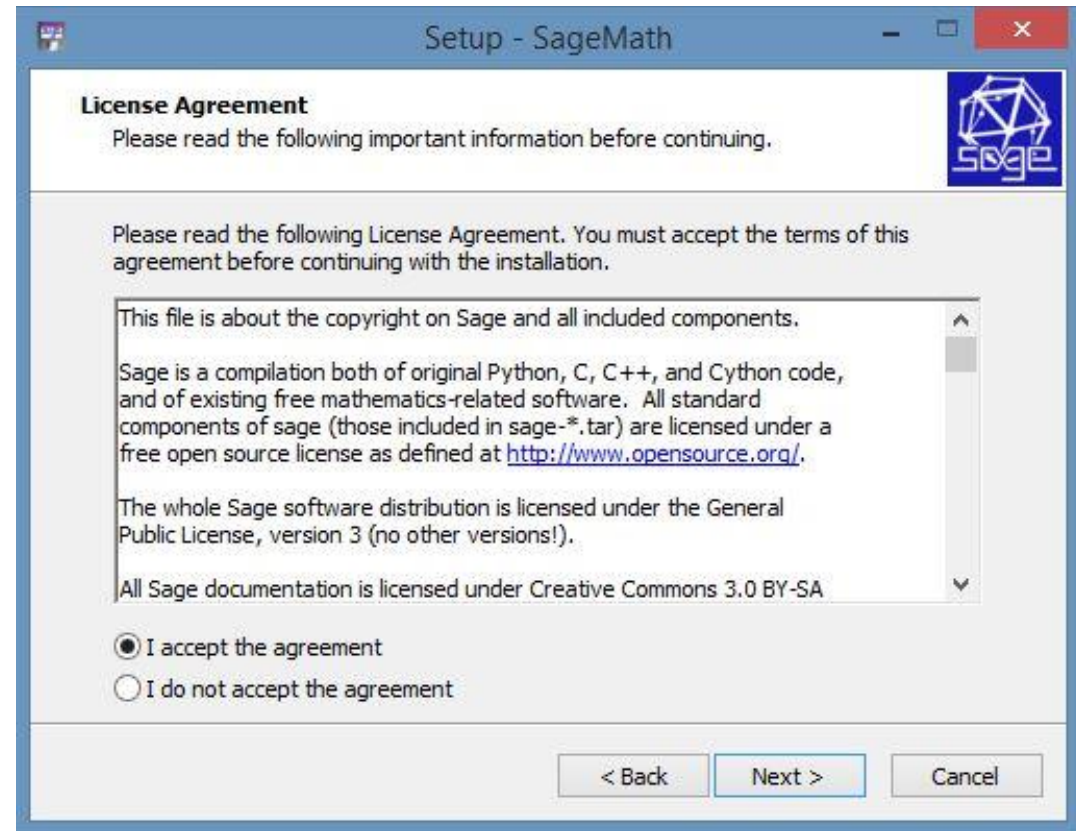 Setup - SageMath
License Agreement
Please read the following important information before continuing.
sage
Please read the following License Agreement. You must accept the terms of this
agreement before continuing with the installation.
This file is about the copyright on Sage and all included components.
Sage is a compilation both of original Python, C, C++, and Cython code,
and of existing free mathematics-related software.  All standard
components of sage (those included in sage-*.tar) are licensed under a
free open source license as defined at http://www.opensource.org/.
The whole Sage software distribution is licensed under the General
Public License, version 3 (no other versions!).
All Sage documentation is licensed under Creative Commons 3.0 BY-SA
I accept the agreement
I do not accept the agreement
< Back
Next >
Cancel